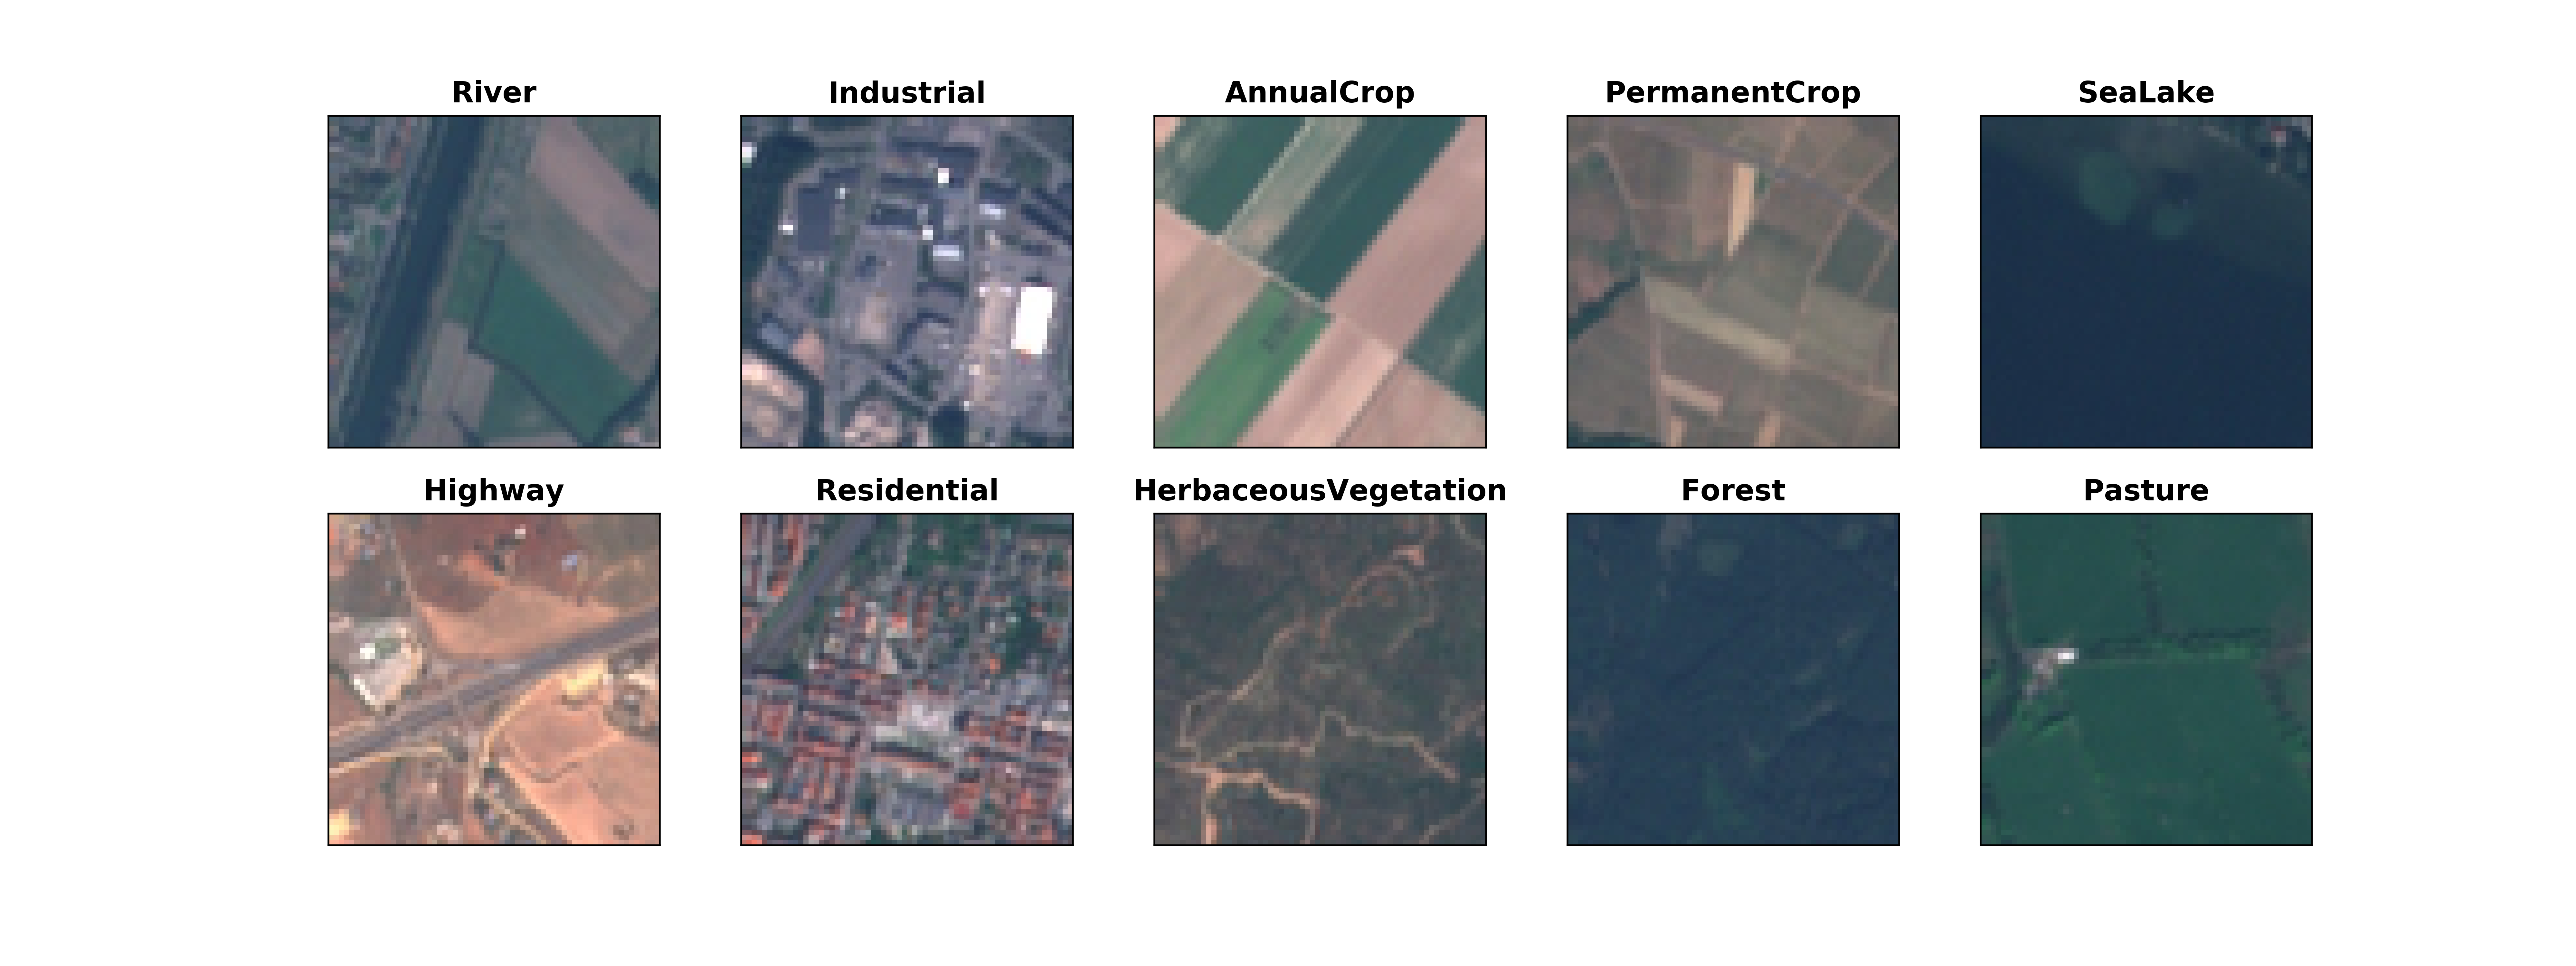 River
Industrial
AnnualCrop
PermanentCrop
SeaLake
Highway
Residential
HerbaceousVegetation
Forest
Pasture